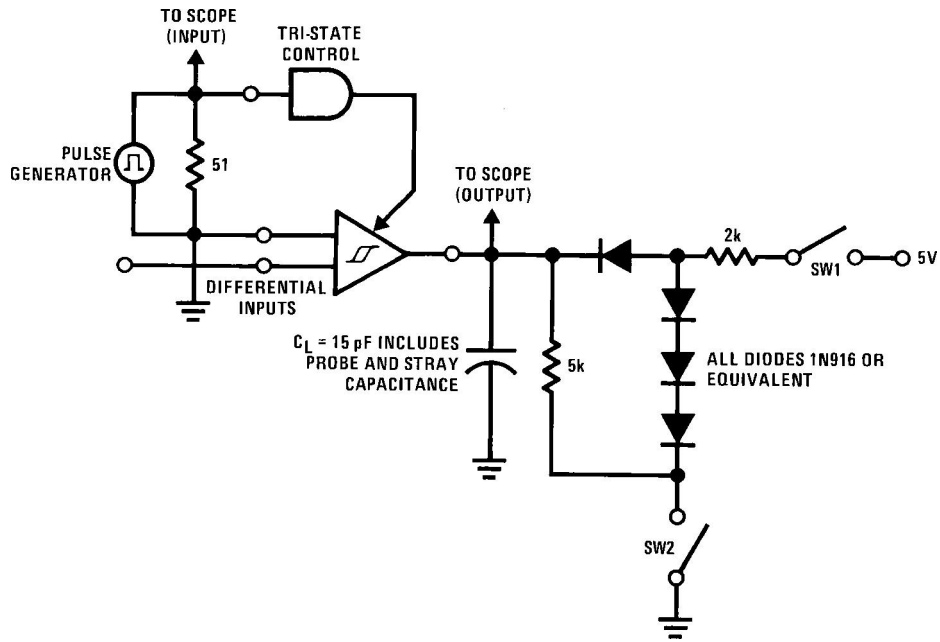 TO SCOPE
(INPUT)
TRI-STATE
CONTROL
PULSE
GENERATOR
51
TO SCOPE
(OUTPUT)
2k
SW1
5V
DIFFERENTIAL
INPUTS
CL = 15 pF INCLUDES
PROBE AND STRAY
CAPACITANCE
5k
ALL DIODES 1N916 OR
EQUIVALENT
SW2